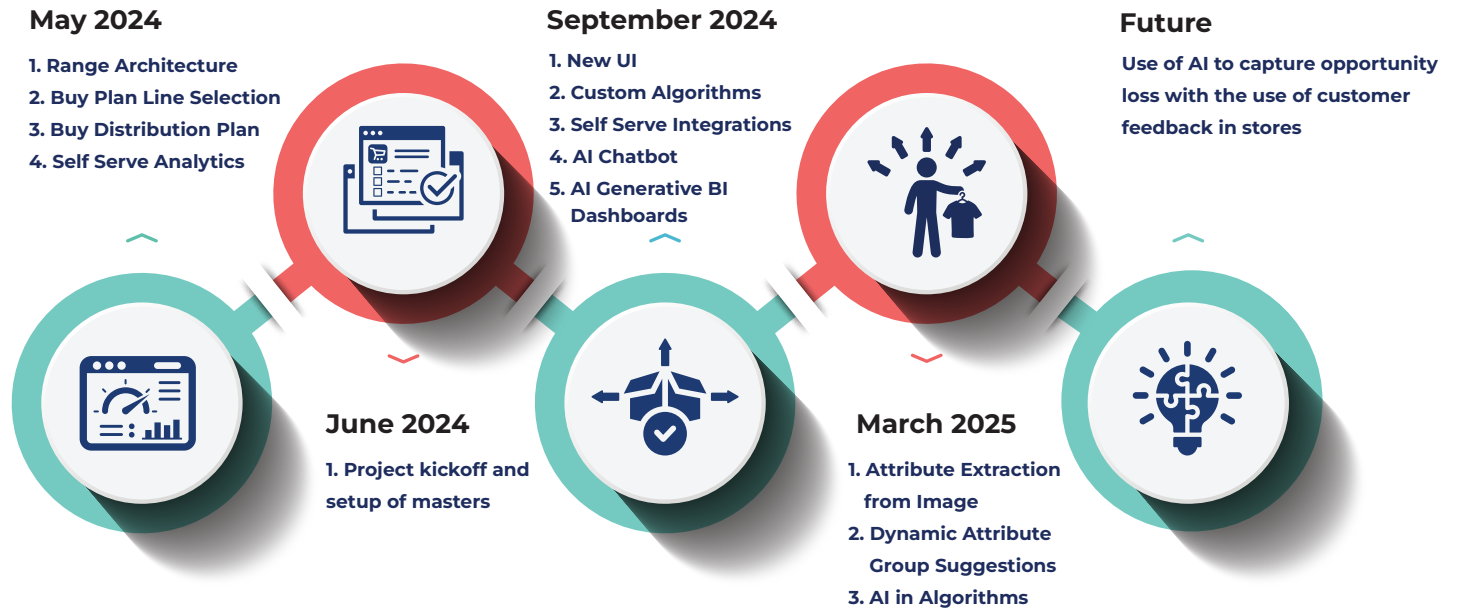 May 2024
1. Range Architecture
2. Buy Plan Line Selection
3. Buy Distribution Plan
4. Self Serve Analytics
June 2024
1. Project kickoff and
setup of masters
September 2024
1. New UI
2. Custom Algorithms
3. Self Serve Integrations
4. AI Chatbot
5. AI Generative BI
Dashboards
March 2025
1. Attribute Extraction
from Image
2. Dynamic Attribute
Group Suggestions
3. AI in Algorithms
Future
Use of AI to capture opportunity
loss with the use of customer
feedback in stores